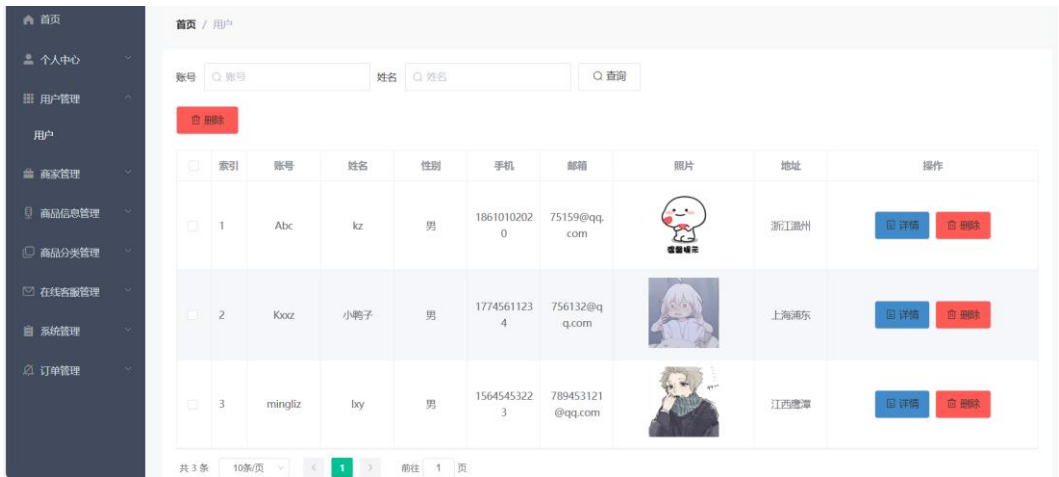 首页
个人中心
用户管理
用户
商家管理
商品信息管理
商品分类管理
在线客服管理
系统管理
订单管理
首页 / 用户
账号 账号 姓名 姓名 查询
删除
索引 账号 姓名 性别 手机 邮箱 照片 地址 操作
1 Abc kz 男 1861010202 75159@qq. 浙江温州 详情 删除
0 com
温馨提示
2 Kxxz 小鸭子 男 1774561123 756132@q 上海浦东 详情 删除
4 q.com
3 mingliz lxy 男 1564545322 789453121 江西鹰潭 详情 删除
3 @qq.com
共 3 条 10条/页 1 前往 1 页